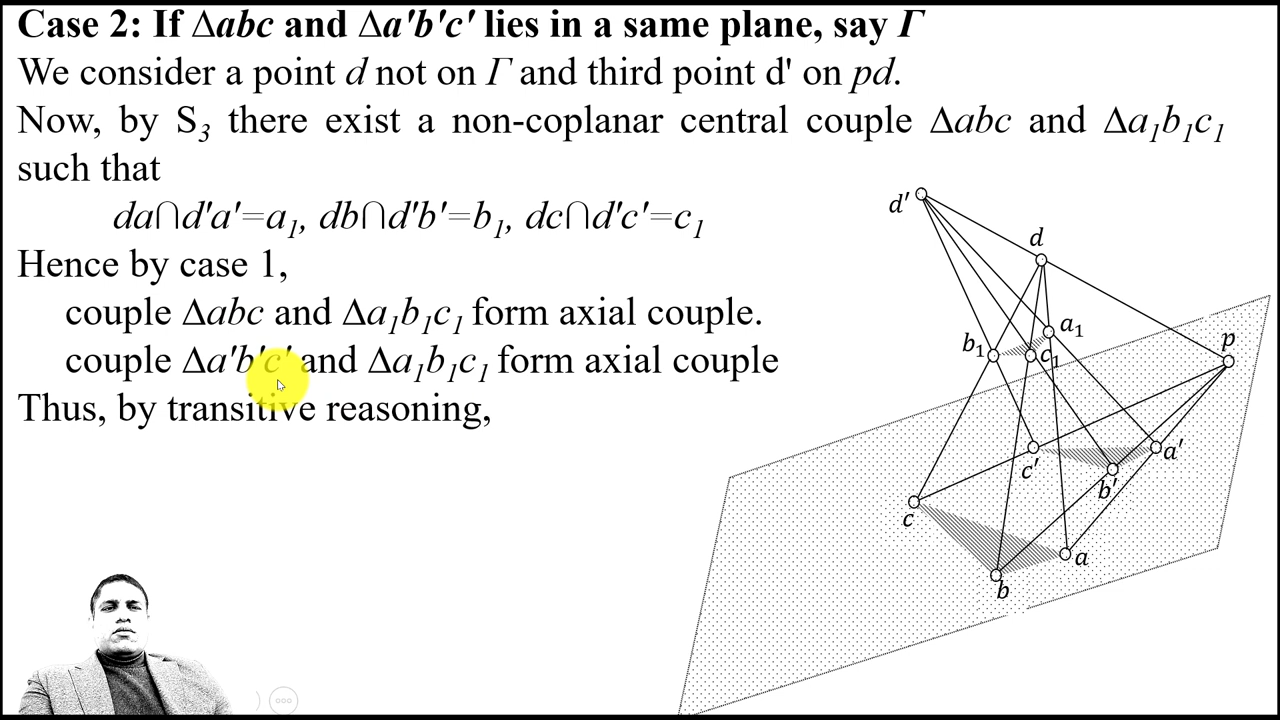 Case 2: If Δabc and Δa'b'c' lies in a same plane, say Γ
We consider a point d not on Γ and third point d' on pd.
Now, by S₃ there exist a non-coplanar central couple Δabc and Δa₁b₁c₁
such that
da∩d'a'=a₁, db∩d'b'=b₁, dc∩d'c'=c₁
Hence by case 1,
couple Δabc and Δa₁b₁c₁ form axial couple.
couple Δa'b'c' and Δa₁b₁c₁ form axial couple
Thus, by transitive reasoning,
d'
d
a₁
b₁
c₁
p
c'
a'
b'
c
a
b